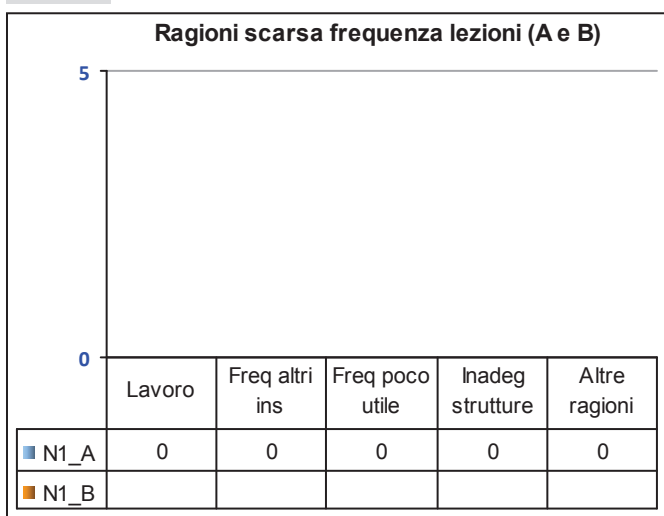 Ragioni scarsa frequenza lezioni (A e B)
5
0
Lavoro
Freq altri
ins
Freq poco
utile
Inadeg
strutture
Altre
ragioni
N1_A 0 0 0 0 0
N1_B